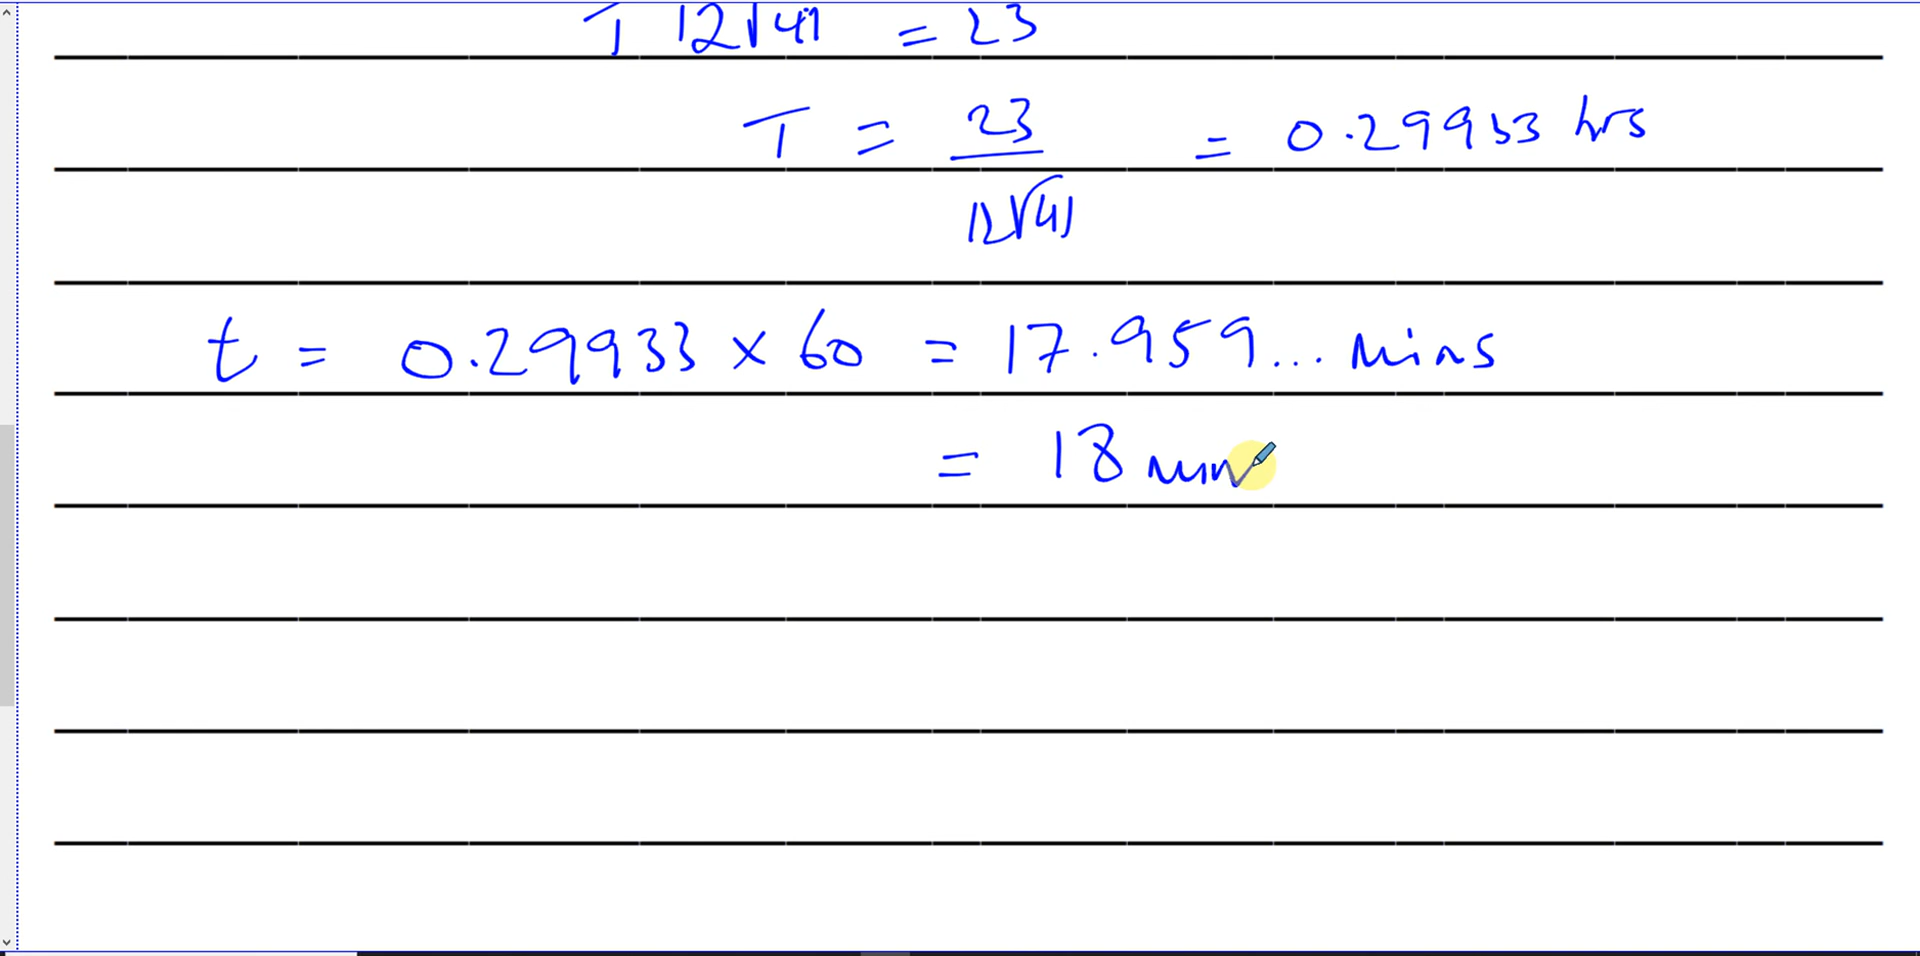 T 12√41 = 23
T = 23/12√41 = 0.29933 hrs
t = 0.29933 × 60 = 17.959... mins
= 18 min